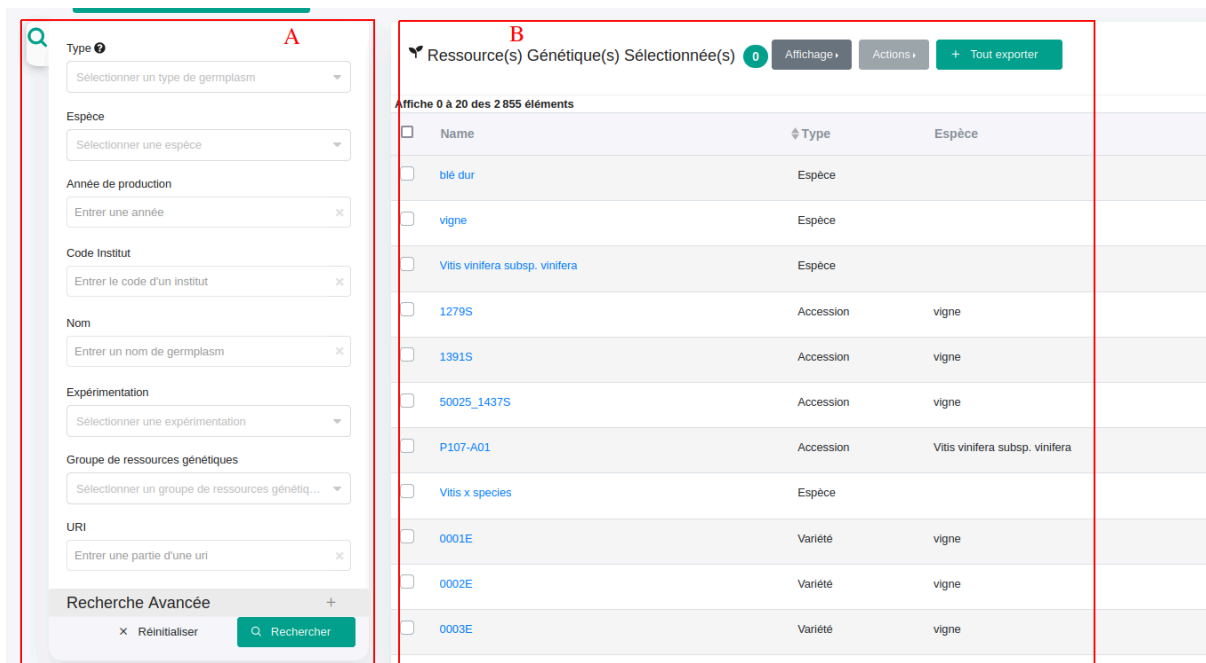 A
Type
Sélectionner un type de germplasm
Espèce
Sélectionner une espèce
Année de production
Entrer une année
Code Institut
Entrer le code d'un institut
Nom
Entrer un nom de germplasm
Expérimentation
Sélectionner une expérimentation
Groupe de ressources génétiques
Sélectionner un groupe de ressources génétiq...
URI
Entrer une partie d'une uri
Recherche Avancée
Réinitialiser Rechercher
B
Ressource(s) Génétique(s) Sélectionnée(s) 0 Affichage Actions + Tout exporter
Affiche 0 à 20 des 2 855 éléments
Name Type Espèce
blé dur Espèce
vigne Espèce
Vitis vinifera subsp. vinifera Espèce
1279S Accession vigne
1391S Accession vigne
50025_1437S Accession vigne
P107-A01 Accession Vitis vinifera subsp. vinifera
Vitis x species Espèce
0001E Variété vigne
0002E Variété vigne
0003E Variété vigne